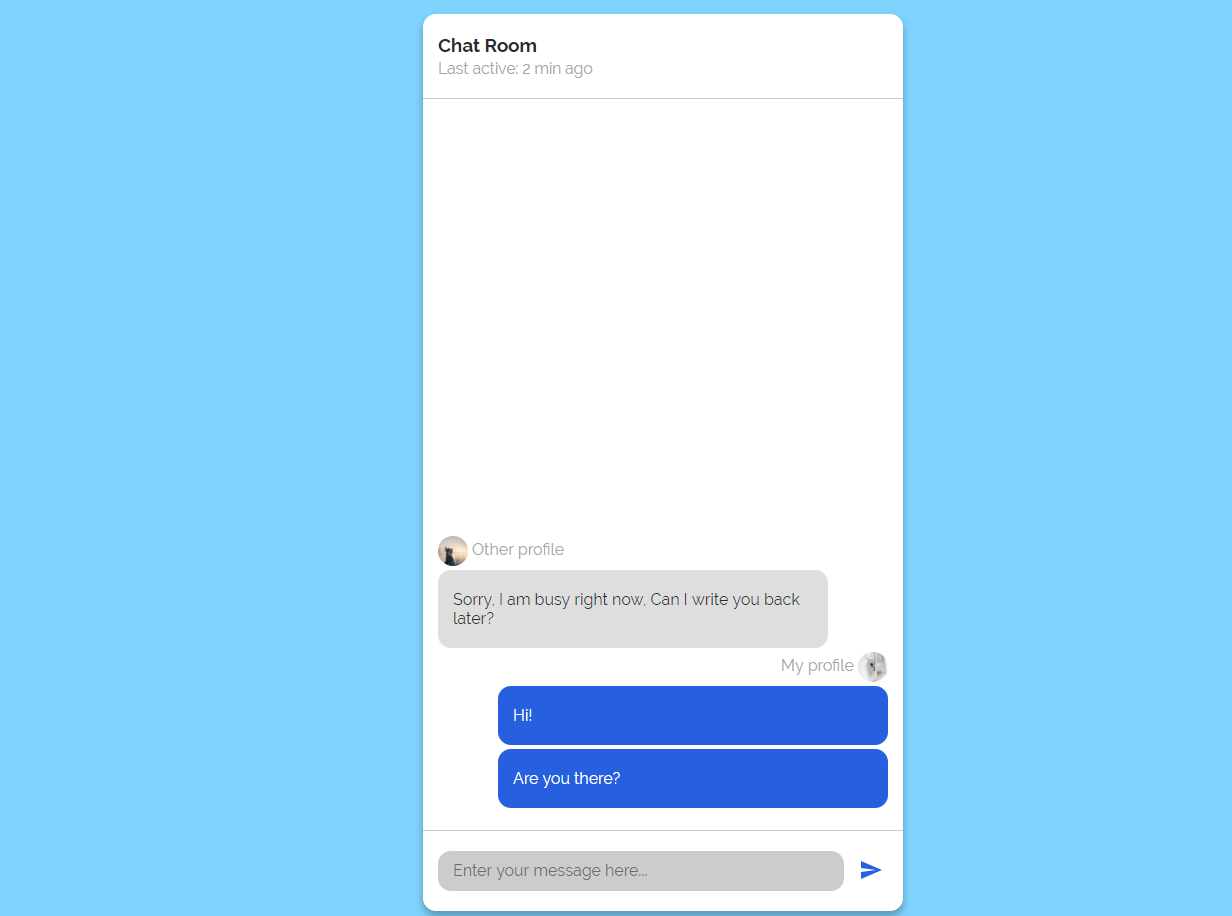 Chat Room
Last active: 2 min ago
Other profile
Sorry, I am busy right now, Can I write you back
later?
My profile
Hi!
Are you there?
Enter your message here...